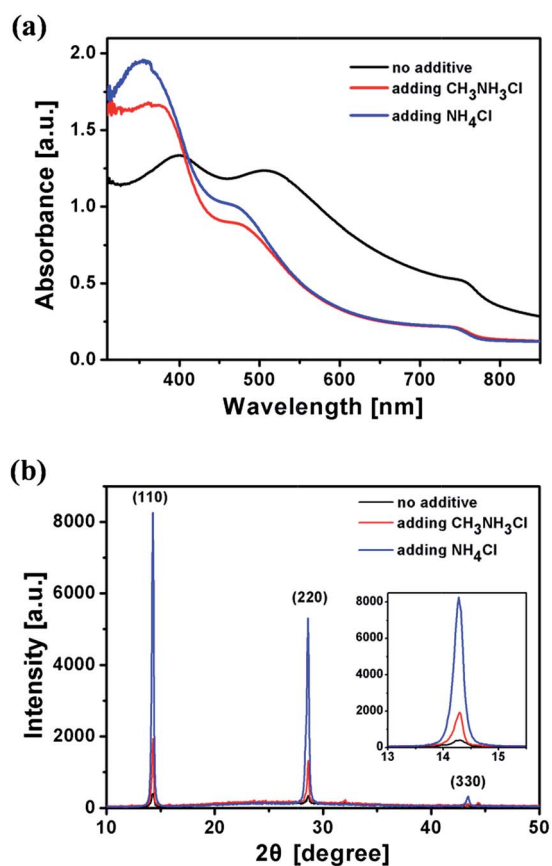 (a)
no additive
adding CH₃NH₃Cl
adding NH₄Cl
Absorbance [a.u.]
2.0
1.5
1.0
0.5
0.0
400 500 600 700 800
Wavelength [nm]
(b)
(110)
no additive
adding CH₃NH₃Cl
adding NH₄Cl
(220)
(330)
Intensity [a.u.]
8000
6000
4000
2000
0
8000
6000
4000
2000
0
13 14 15
10 20 30 40 50
2θ [degree]